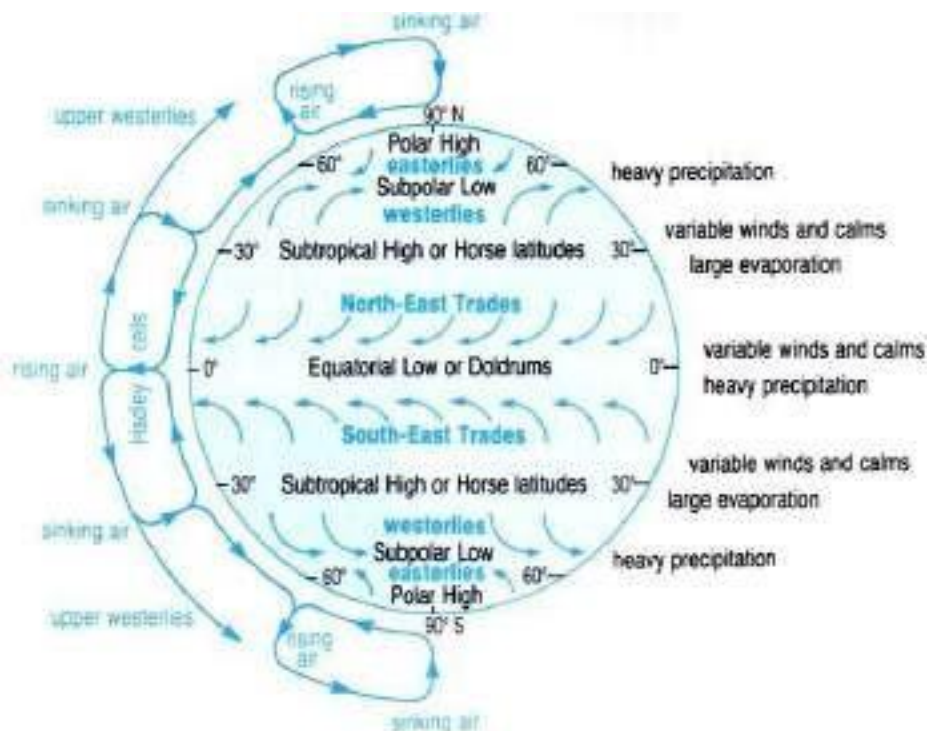 sinking air
rising
air
upper westerlies
90° N
Polar High
60°
easterlies
60°
heavy precipitation
Subpolar Low
sinking air
westerlies
variable winds and calms
30°
Subtropical High or Horse latitudes
30°
large evaporation
North-East Trades
cells
Hadley
rising air
0°
Equatorial Low or Doldrums
0°
variable winds and calms
heavy precipitation
South-East Trades
variable winds and calms
30°
Subtropical High or Horse latitudes
30°
large evaporation
sinking air
westerlies
Subpolar Low
heavy precipitation
60°
easterlies
60°
Polar High
upper westerlies
90° S
rising
air
sinking air